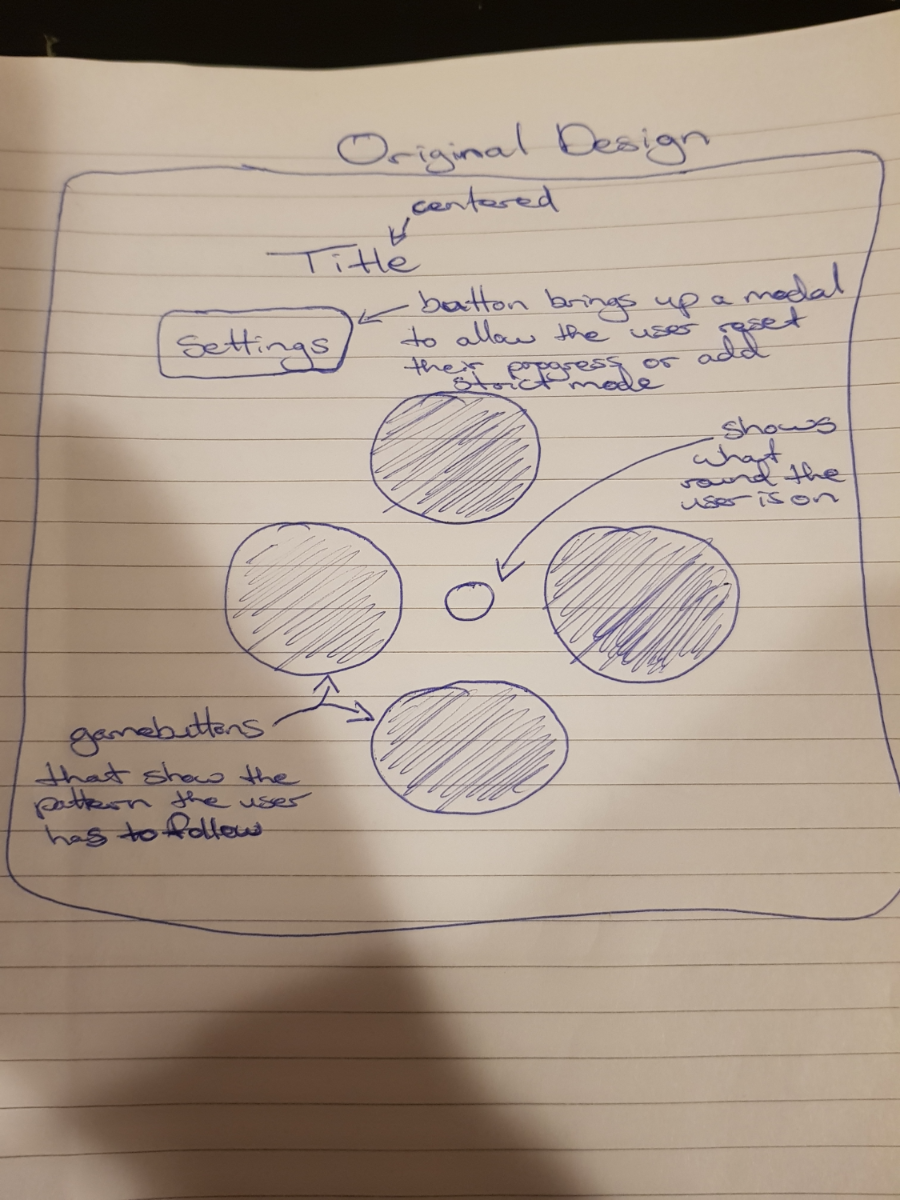 Original Design
centered
Title
Settings
button brings up a modal
to allow the user reset
their progress or add
strict mode
shows
what
round the
user is on
gamebuttons
that show the
pattern the user
has to follow